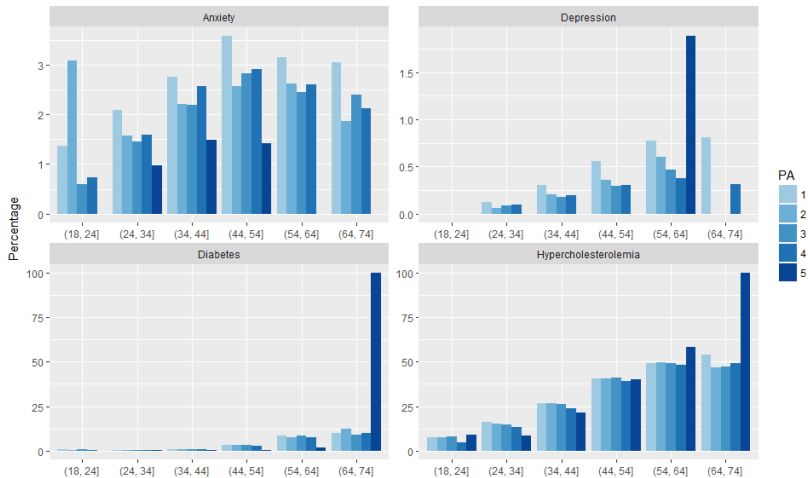 Anxiety
Depression
3
2
1
0
1.5
1.0
0.5
0.0
(18, 24] (24, 34] (34, 44] (44, 54] (54, 64] (64, 74]
(18, 24] (24, 34] (34, 44] (44, 54] (54, 64] (64, 74]
Percentage
Diabetes
Hypercholesterolemia
100
75
50
25
0
100
75
50
25
0
(18, 24] (24, 34] (34, 44] (44, 54] (54, 64] (64, 74]
(18, 24] (24, 34] (34, 44] (44, 54] (54, 64] (64, 74]
PA
1
2
3
4
5